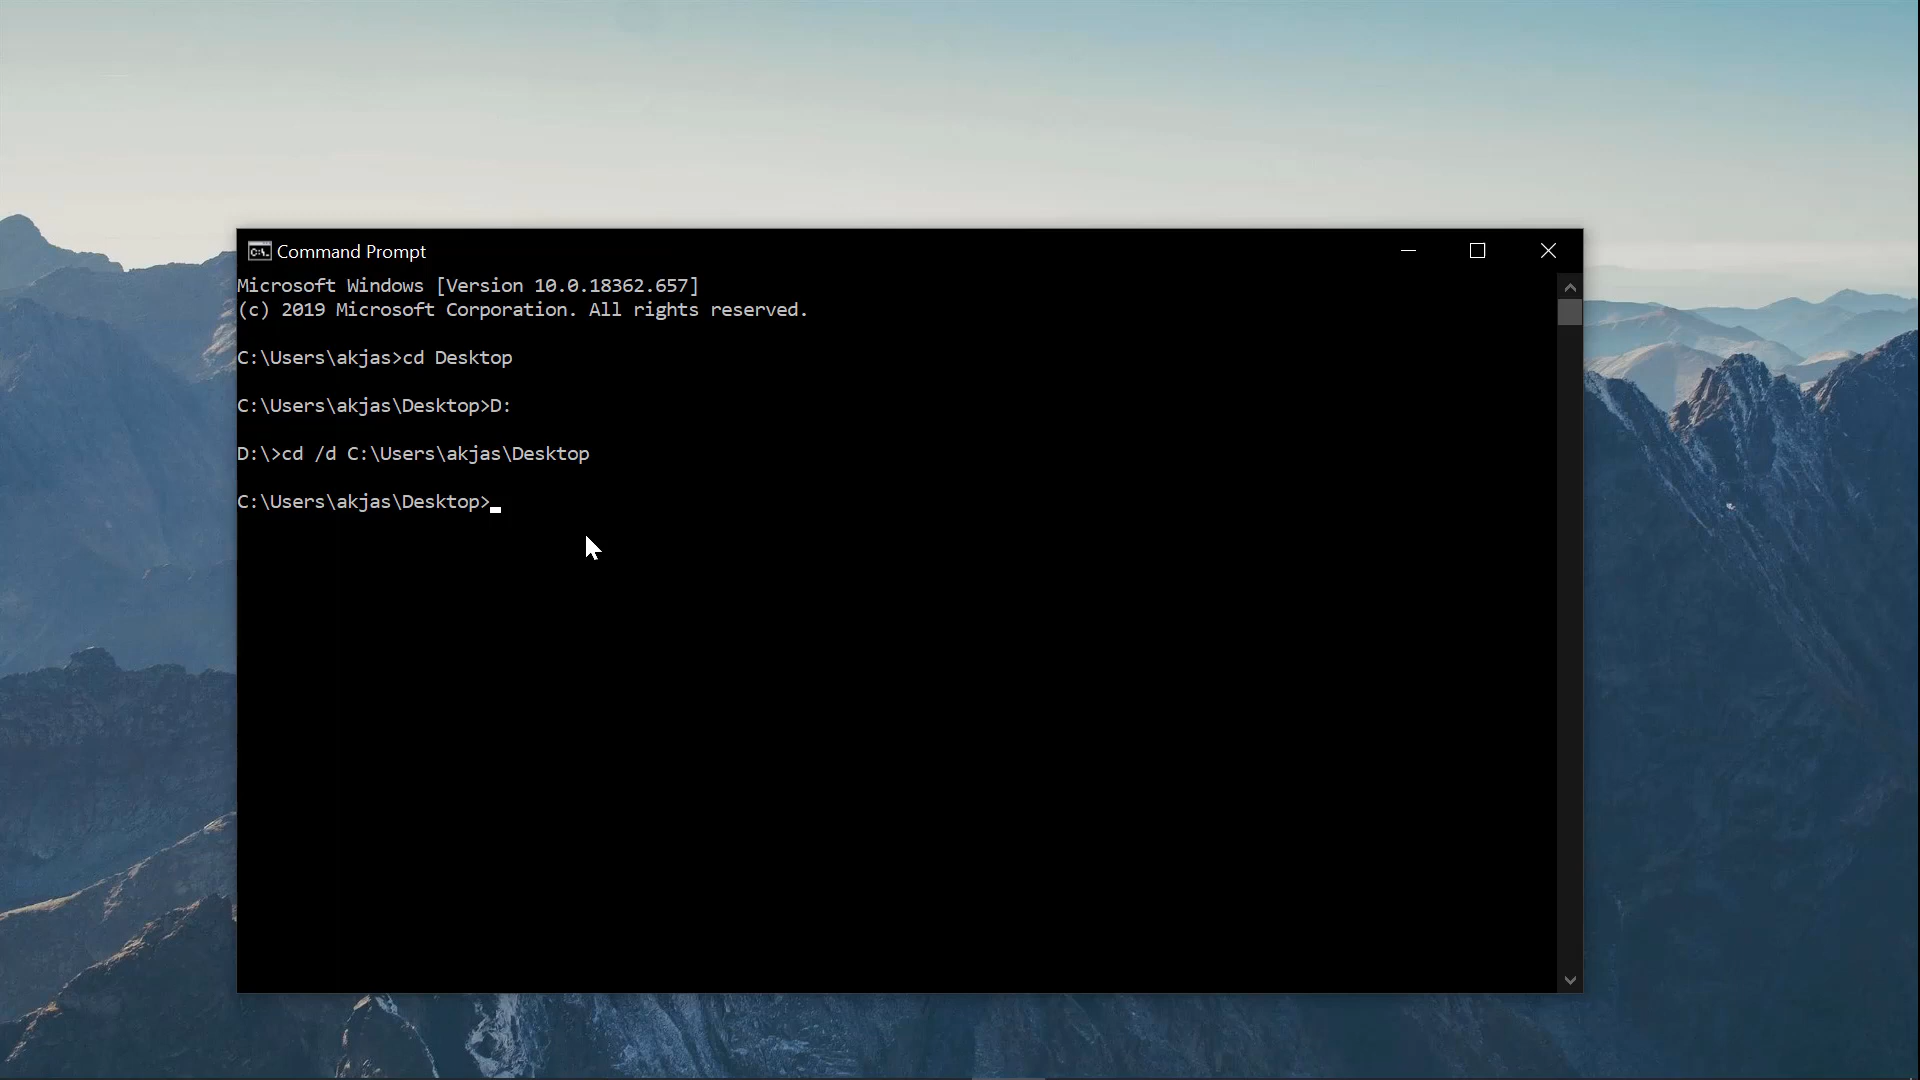 Command Prompt
Microsoft Windows [Version 10.0.18362.657]
(c) 2019 Microsoft Corporation. All rights reserved.
C:\Users\akjas>cd Desktop
C:\Users\akjas\Desktop>D:
D:\>cd /d C:\Users\akjas\Desktop
C:\Users\akjas\Desktop>